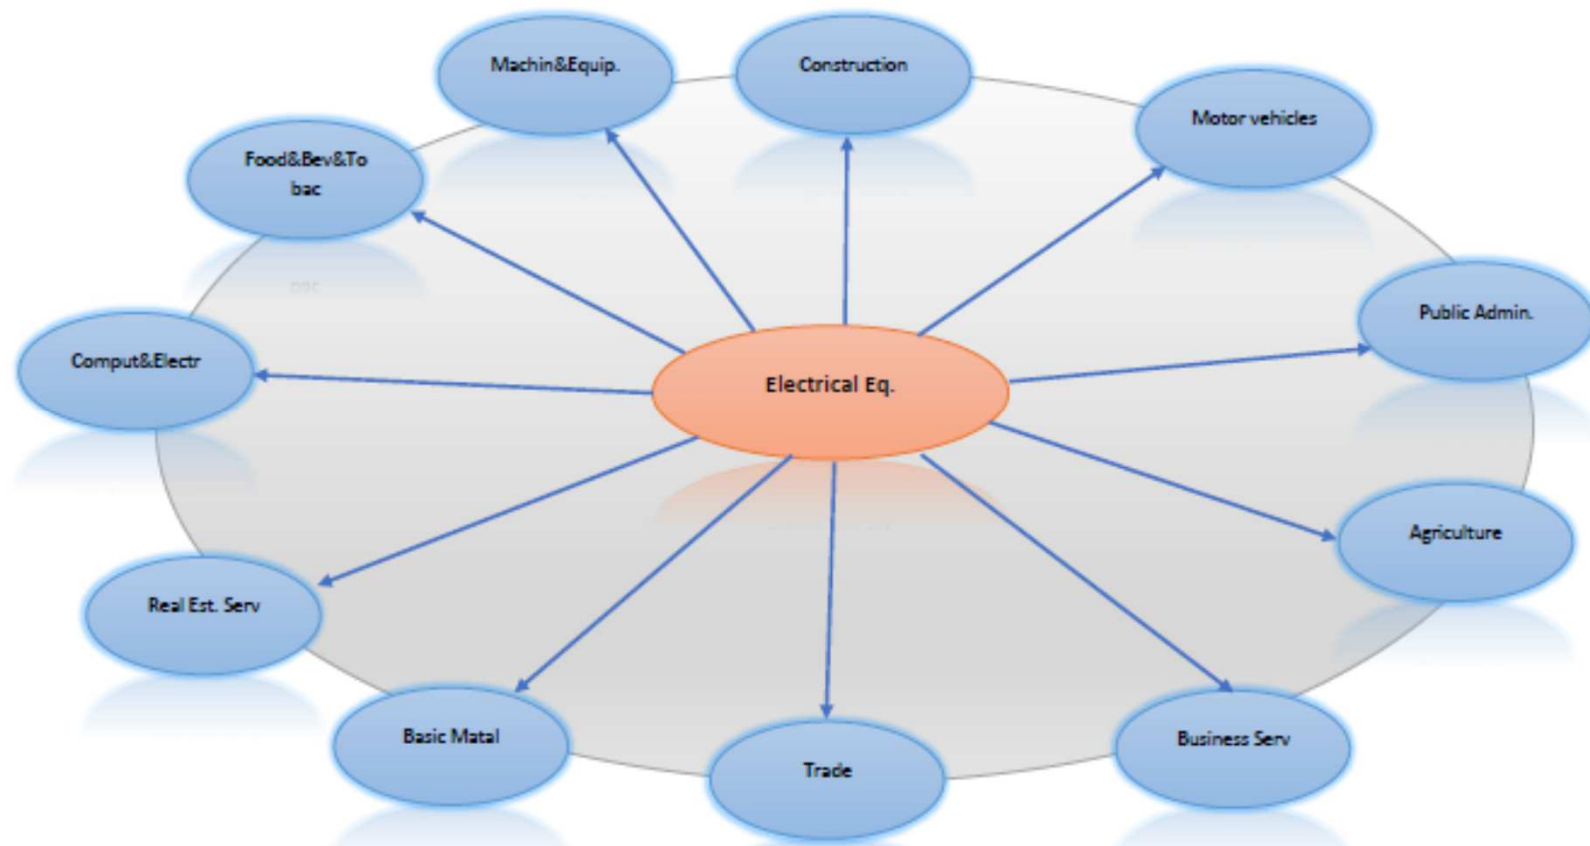 Machin&Equip.
Construction
Motor vehicles
Food&Bev&To
bac
Public Admin.
Comput&Electr
Electrical Eq.
Agriculture
Real Est. Serv
Basic Matal
Trade
Business Serv